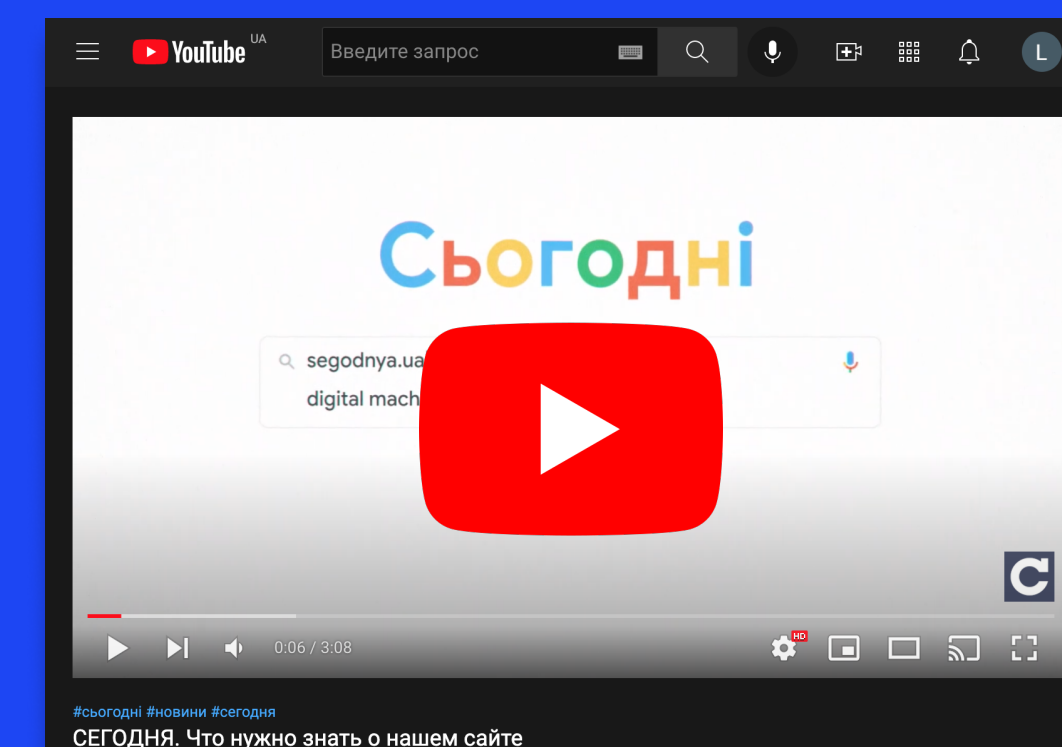 YouTube UA
Введите запрос
L
Сьогодні
segodnya.ua
digital mach
C
HD
0:06 / 3:08
#сьогодні #новини #сегодня
СЕГОДНЯ. Что нужно знать о нашем сайте